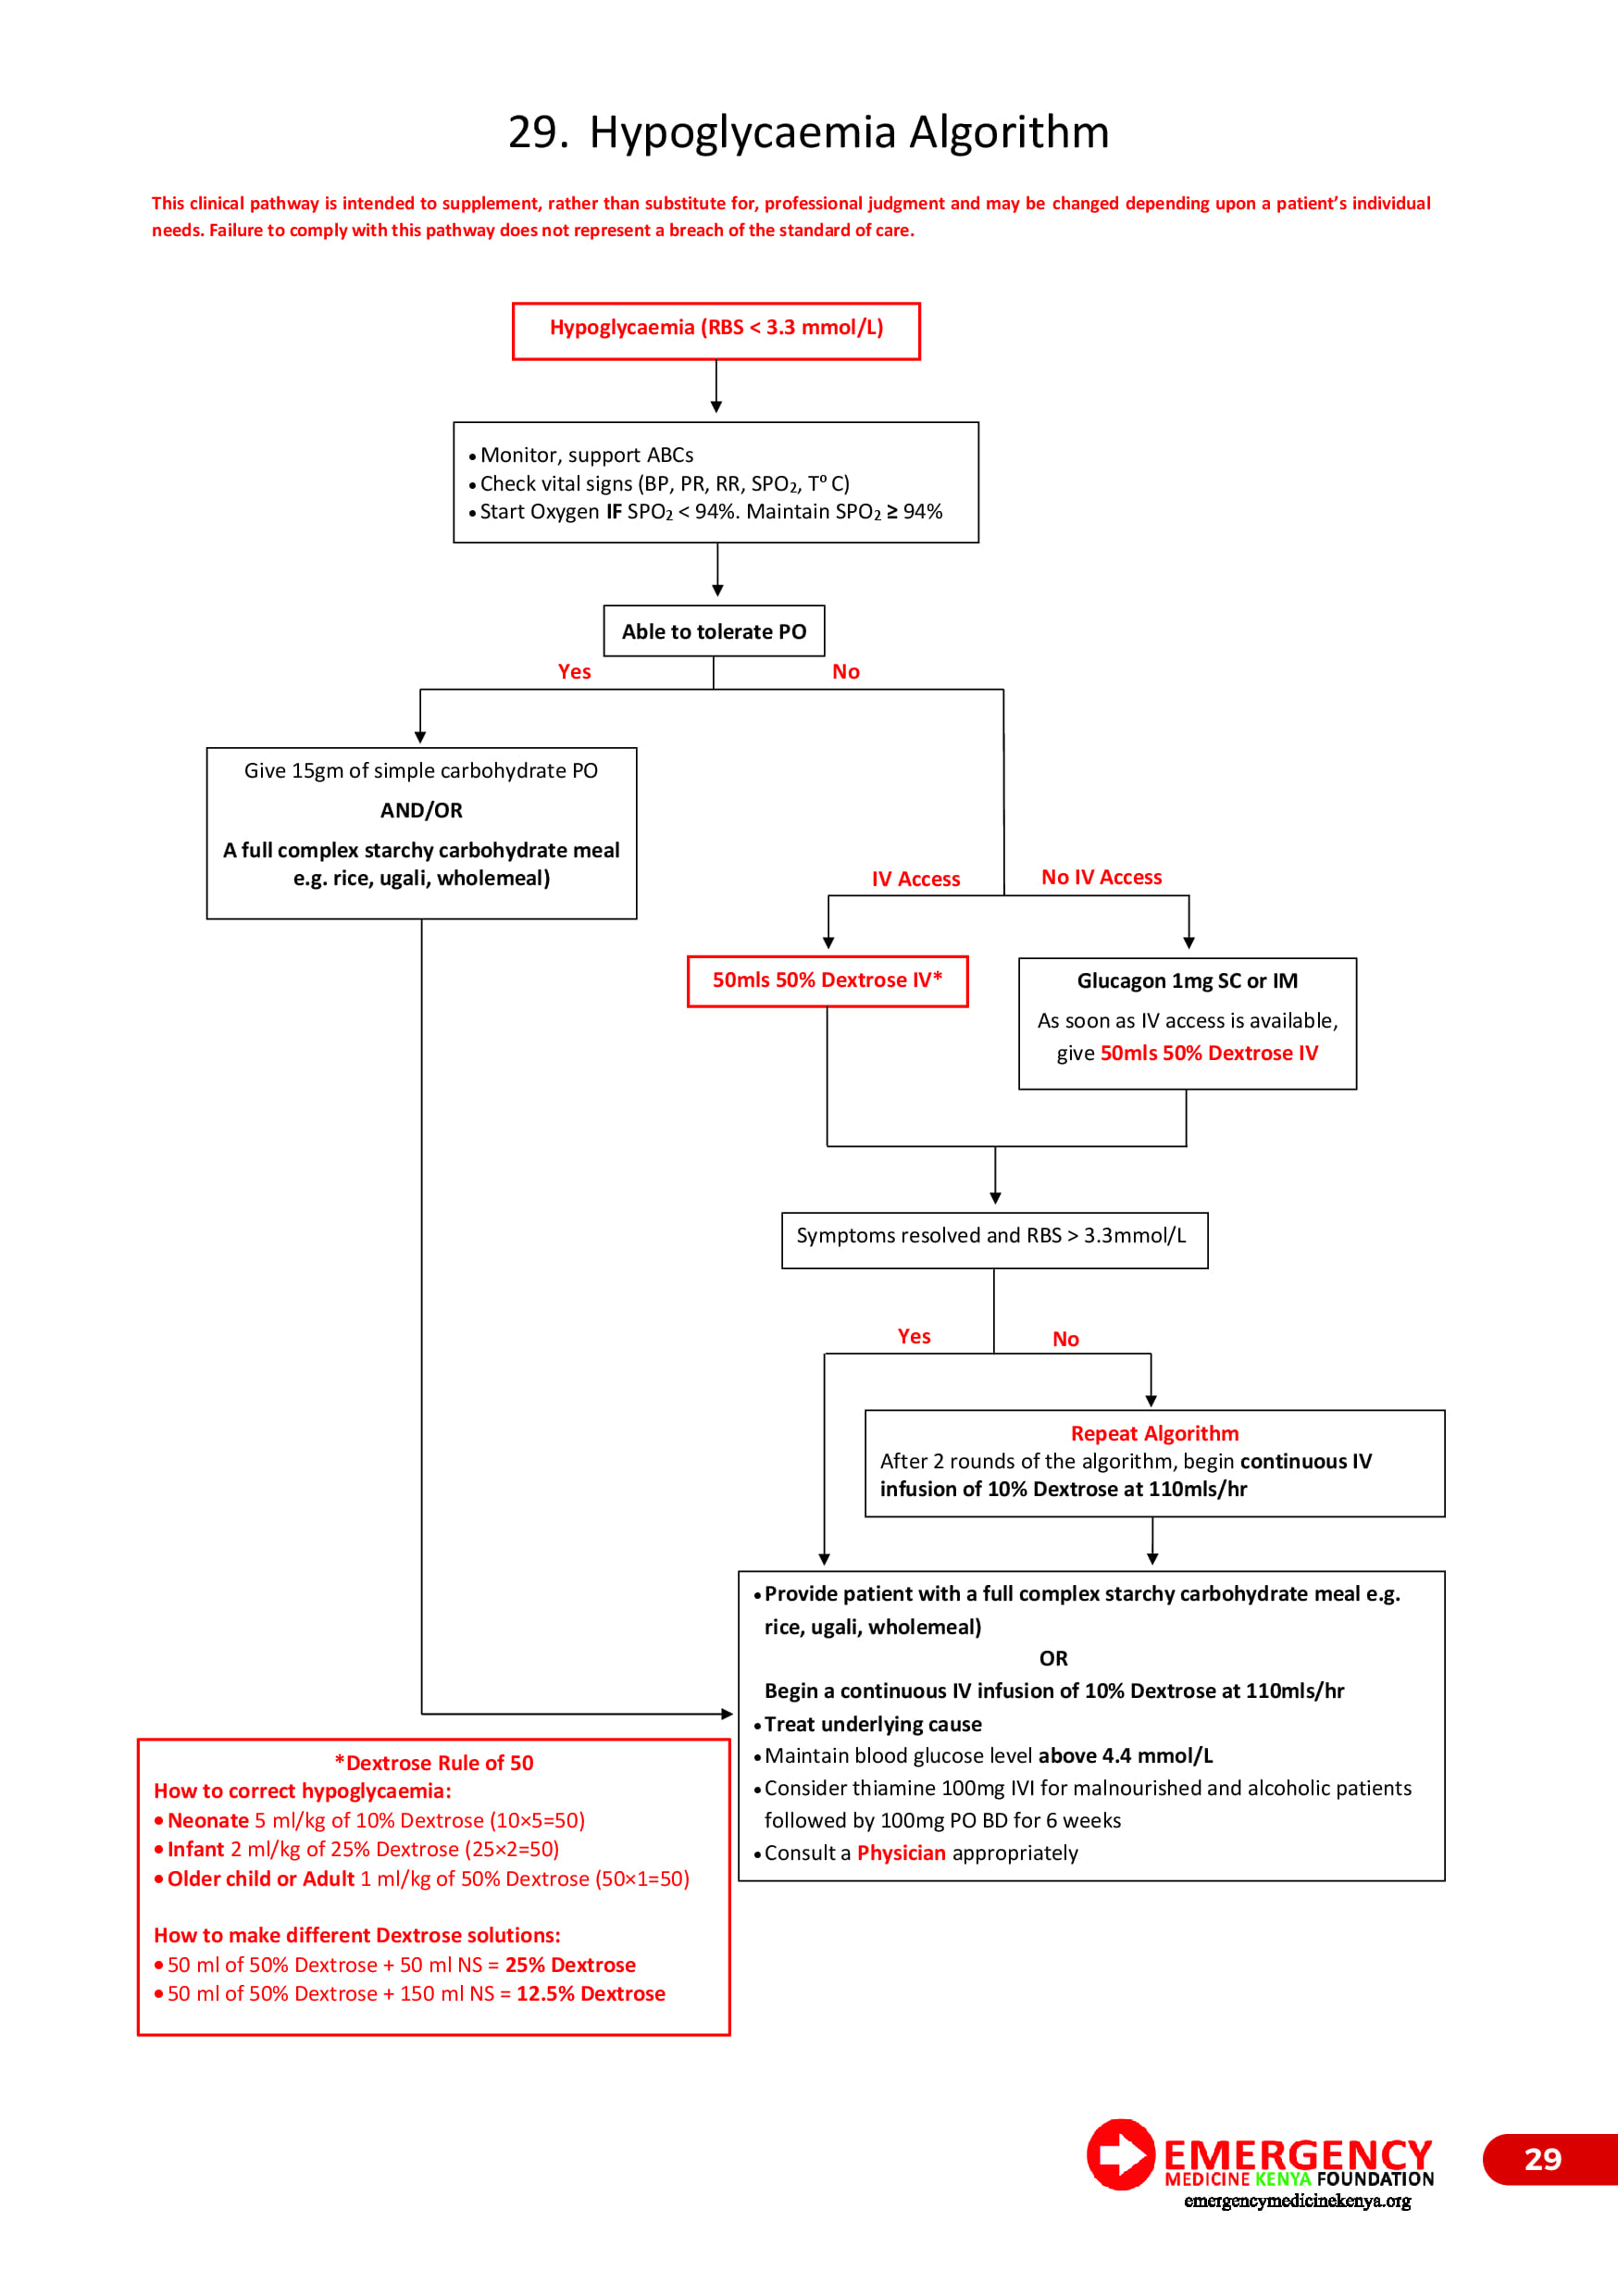 29. Hypoglycaemia Algorithm
This clinical pathway is intended to supplement, rather than substitute for, professional judgment and may be changed depending upon a patient’s individual
needs. Failure to comply with this pathway does not represent a breach of the standard of care.
Hypoglycaemia (RBS < 3.3 mmol/L)
• Monitor, support ABCs
• Check vital signs (BP, PR, RR, SPO₂, T⁰ C)
• Start Oxygen IF SPO₂ < 94%. Maintain SPO₂ ≥ 94%
Able to tolerate PO
Yes
No
Give 15gm of simple carbohydrate PO
AND/OR
A full complex starchy carbohydrate meal
e.g. rice, ugali, wholemeal)
IV Access
No IV Access
50mls 50% Dextrose IV*
Glucagon 1mg SC or IM
As soon as IV access is available,
give 50mls 50% Dextrose IV
Symptoms resolved and RBS > 3.3mmol/L
Yes
No
Repeat Algorithm
After 2 rounds of the algorithm, begin continuous IV
infusion of 10% Dextrose at 110mls/hr
• Provide patient with a full complex starchy carbohydrate meal e.g.
rice, ugali, wholemeal)
OR
Begin a continuous IV infusion of 10% Dextrose at 110mls/hr
• Treat underlying cause
• Maintain blood glucose level above 4.4 mmol/L
• Consider thiamine 100mg IVI for malnourished and alcoholic patients
followed by 100mg PO BD for 6 weeks
• Consult a Physician appropriately
*Dextrose Rule of 50
How to correct hypoglycaemia:
• Neonate 5 ml/kg of 10% Dextrose (10×5=50)
• Infant 2 ml/kg of 25% Dextrose (25×2=50)
• Older child or Adult 1 ml/kg of 50% Dextrose (50×1=50)
How to make different Dextrose solutions:
• 50 ml of 50% Dextrose + 50 ml NS = 25% Dextrose
• 50 ml of 50% Dextrose + 150 ml NS = 12.5% Dextrose
EMERGENCY
MEDICINE KENYA FOUNDATION
emergencymedicinekenya.org
29